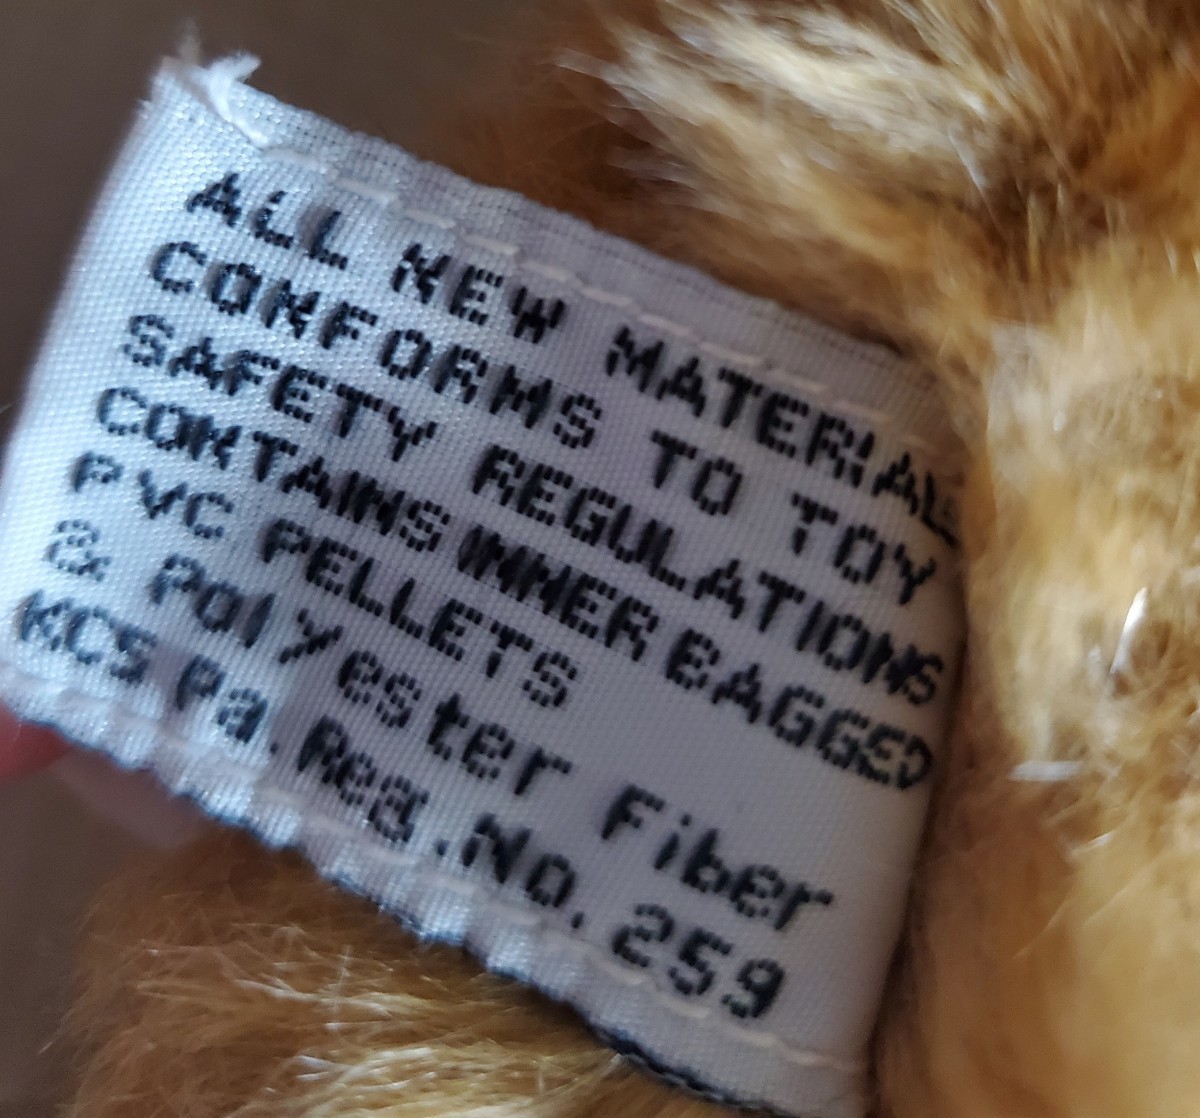 ALL NEW MATERIALS
CONFORMS TO TOY
SAFETY REGULATIONS
CONTAINS INNER BAGGED
PVC PELLETS
& Polyester Fiber
KCS Pa. Reg. No. 259